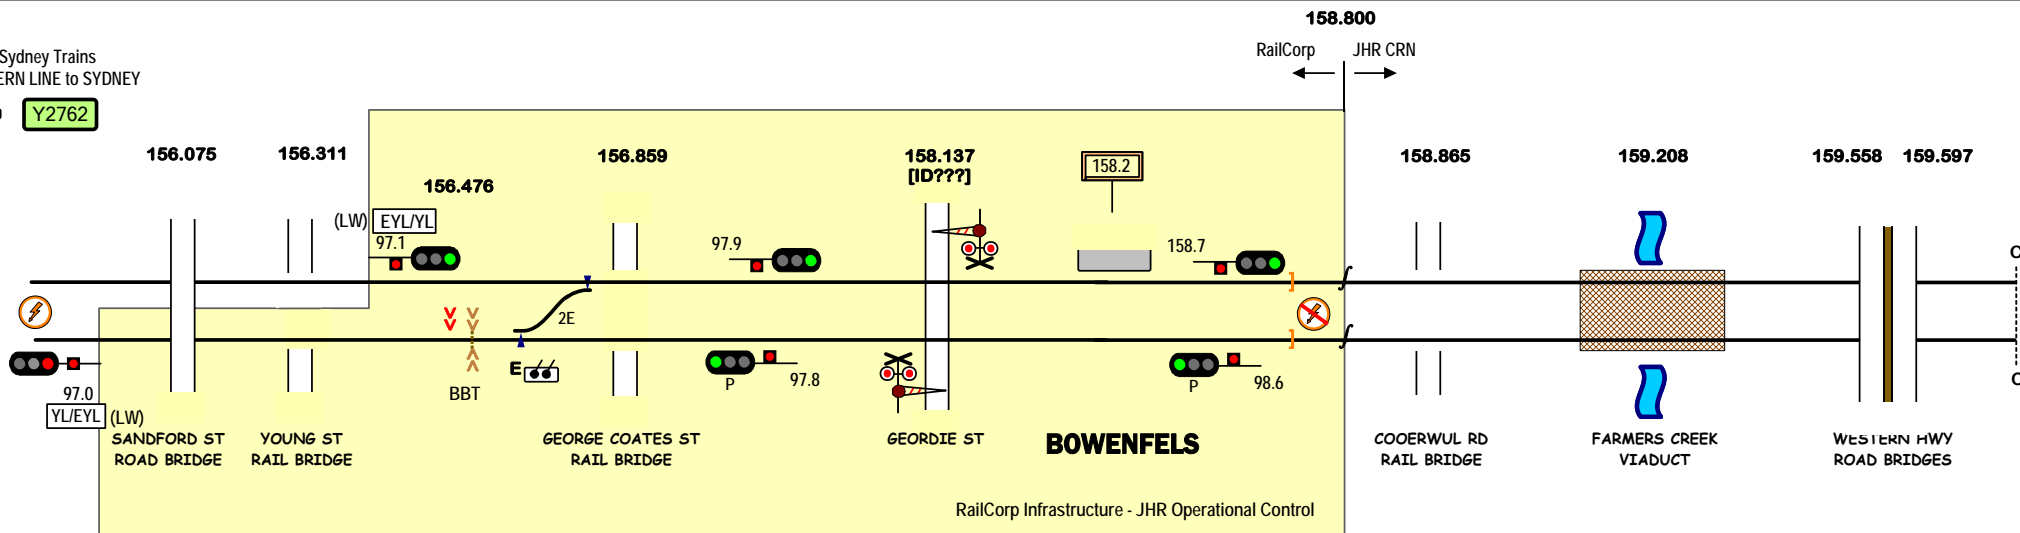 158.800
RailCorp JHR CRN
Sydney Trains
ERN LINE to SYDNEY
Y2762
156.075
156.311
156.476
156.859
158.137
[ID???]
158.2
158.865
159.208
159.558
159.597
(LW) EYL/YL
97.1
97.9
158.7
2E
E
BBT
97.0
YL/EYL (LW)
P 97.8
P 98.6
SANDFORD ST
ROAD BRIDGE
YOUNG ST
RAIL BRIDGE
GEORGE COATES ST
RAIL BRIDGE
GEORDIE ST
BOWENFELS
COOERWUL RD
RAIL BRIDGE
FARMERS CREEK
VIADUCT
WESTERN HWY
ROAD BRIDGES
RailCorp Infrastructure - JHR Operational Control